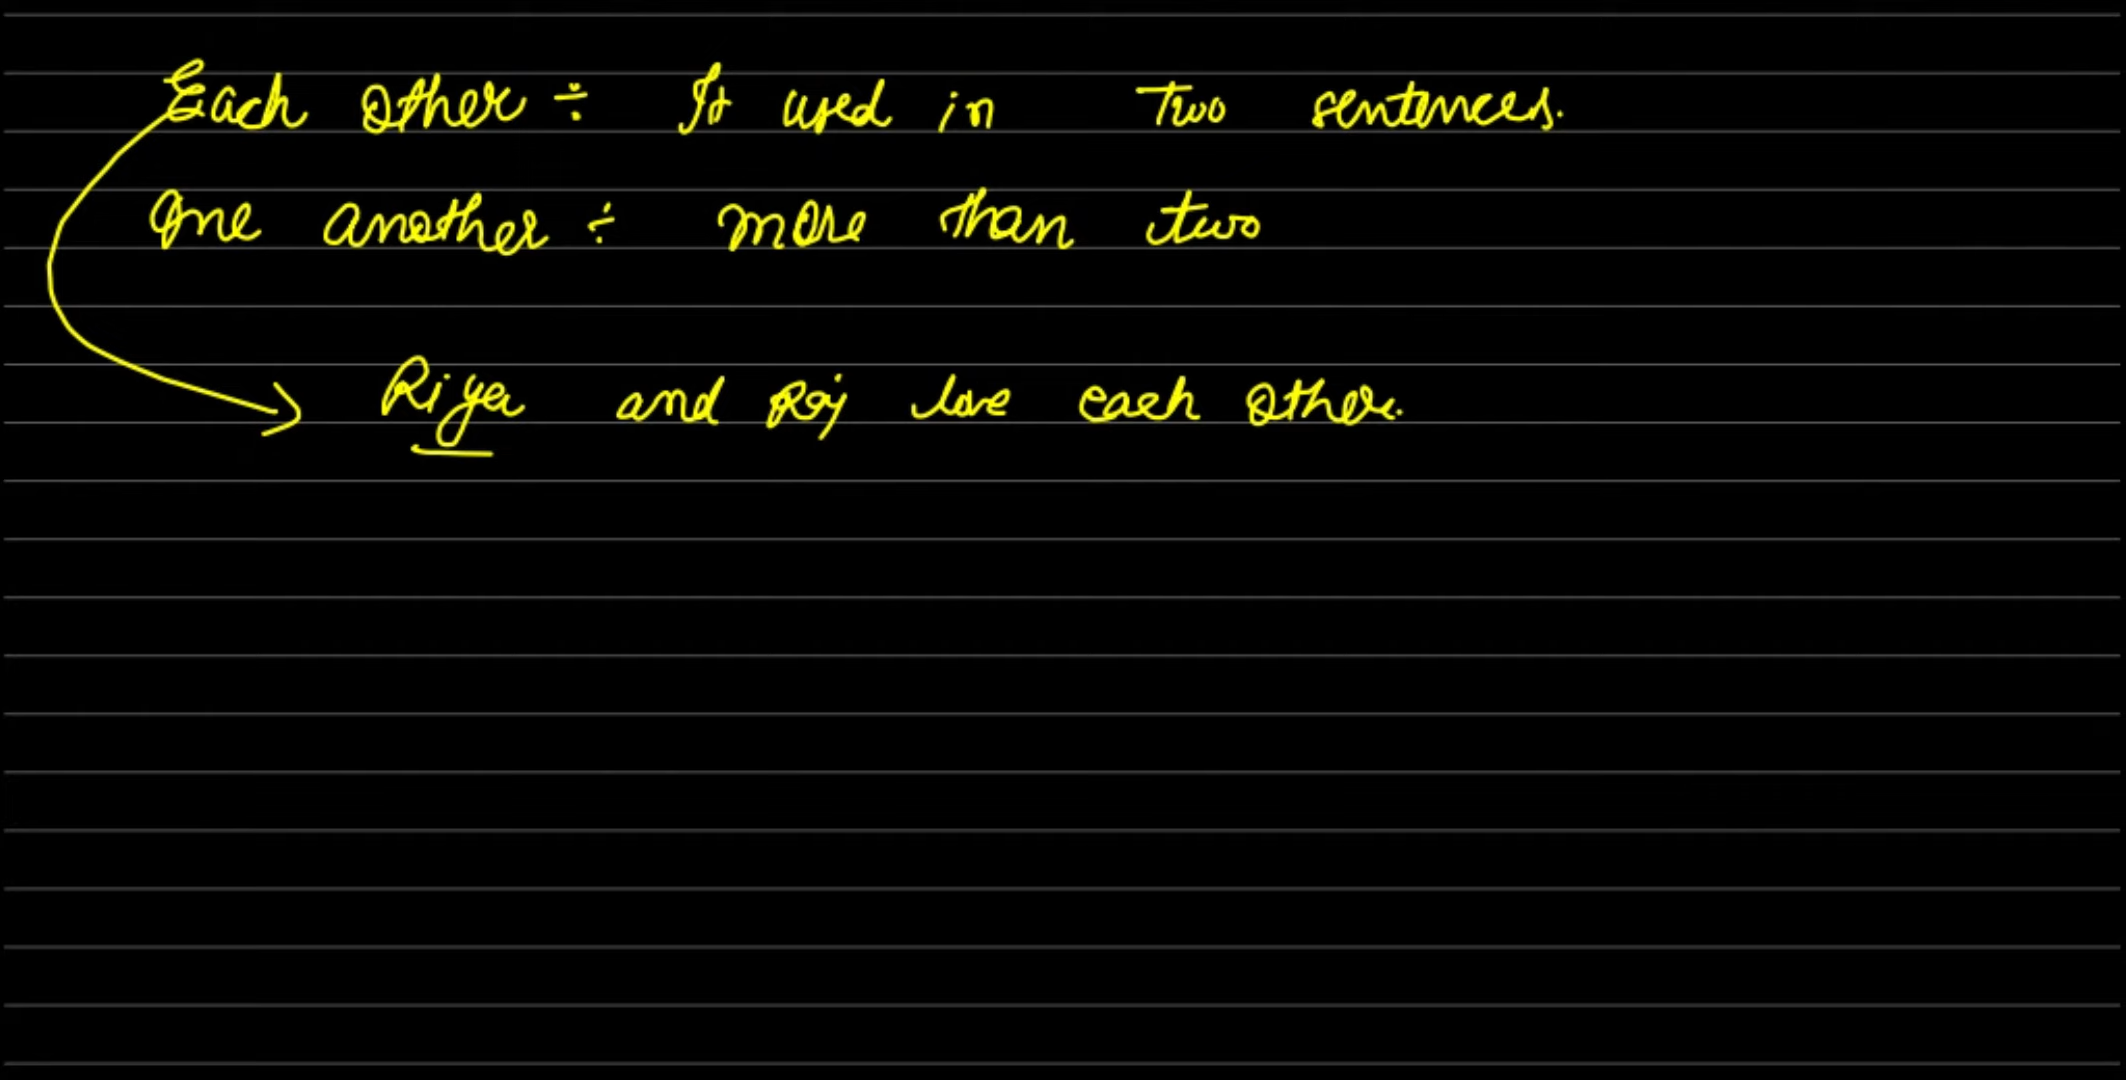 Each other ÷ It used in Two sentences.
One another ÷ more than two
Riya and Raj love each other.